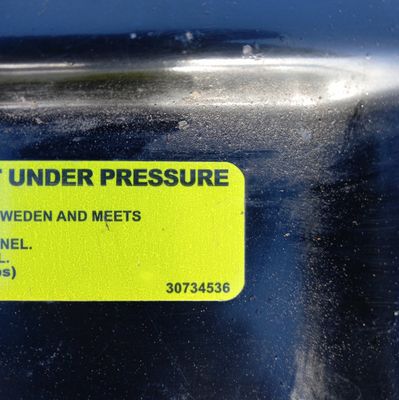 UNDER PRESSURE
WEDEN AND MEETS
NEL.
L.
s)
30734536